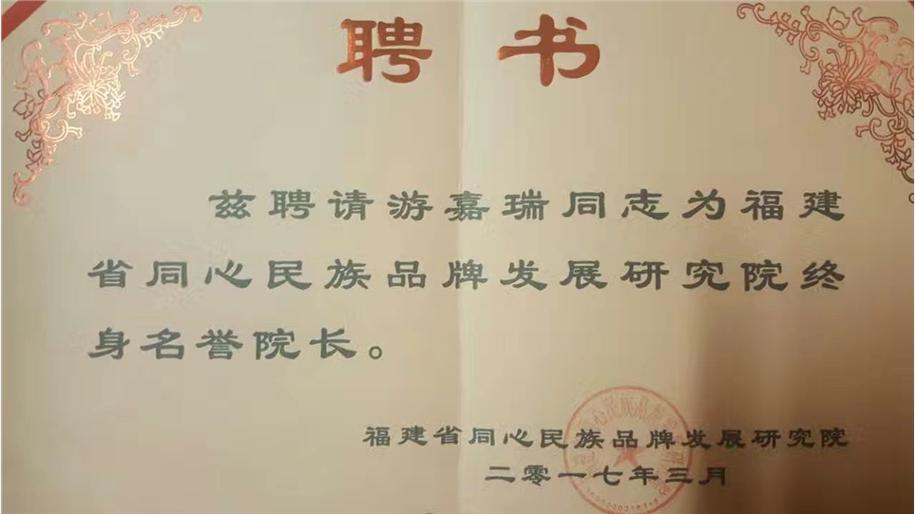 聘书
兹聘请游嘉瑞同志为福建
省同心民族品牌发展研究院终
身名誉院长。
福建省同心民族品牌发展研究院
二零一七年三月